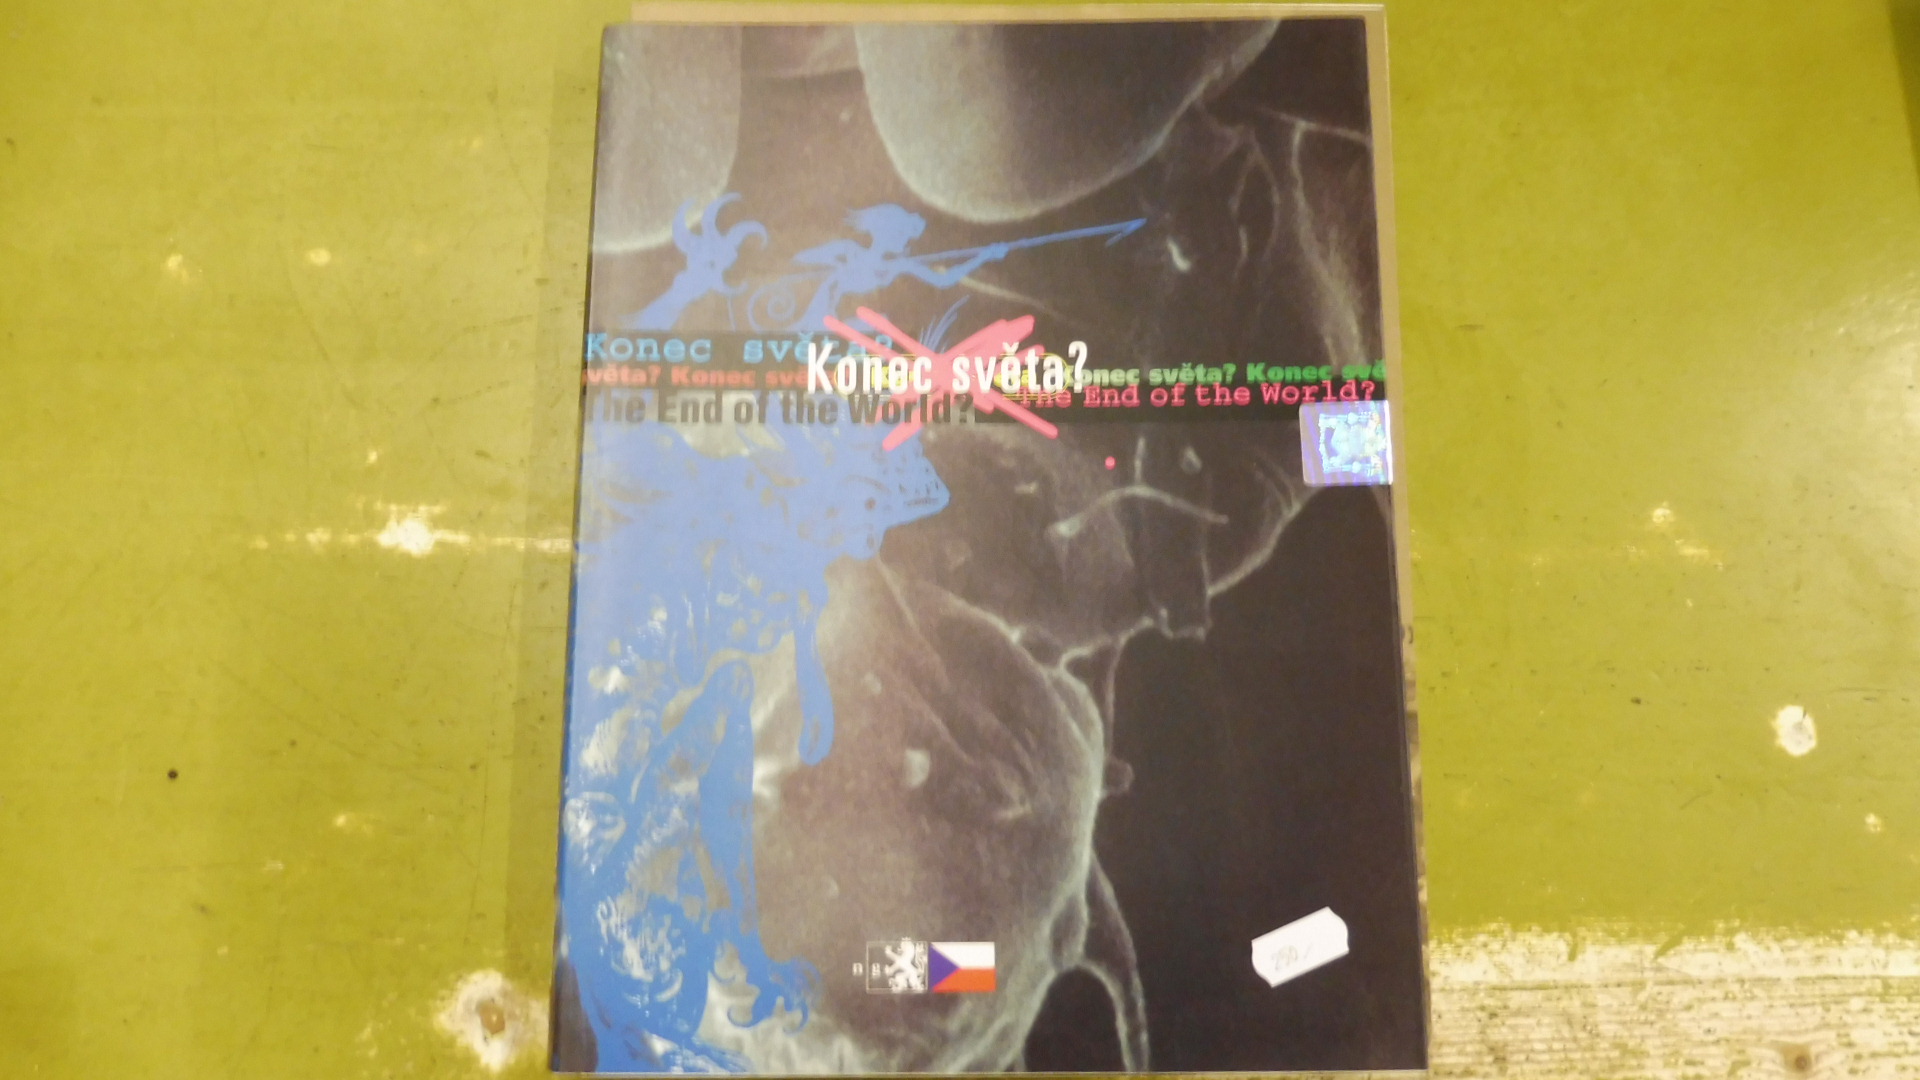 Konec světa?
Konec světa?
světa? Konec svě
Konec světa? Konec svě
The End of the World?
The End of the World?
n g
250,-